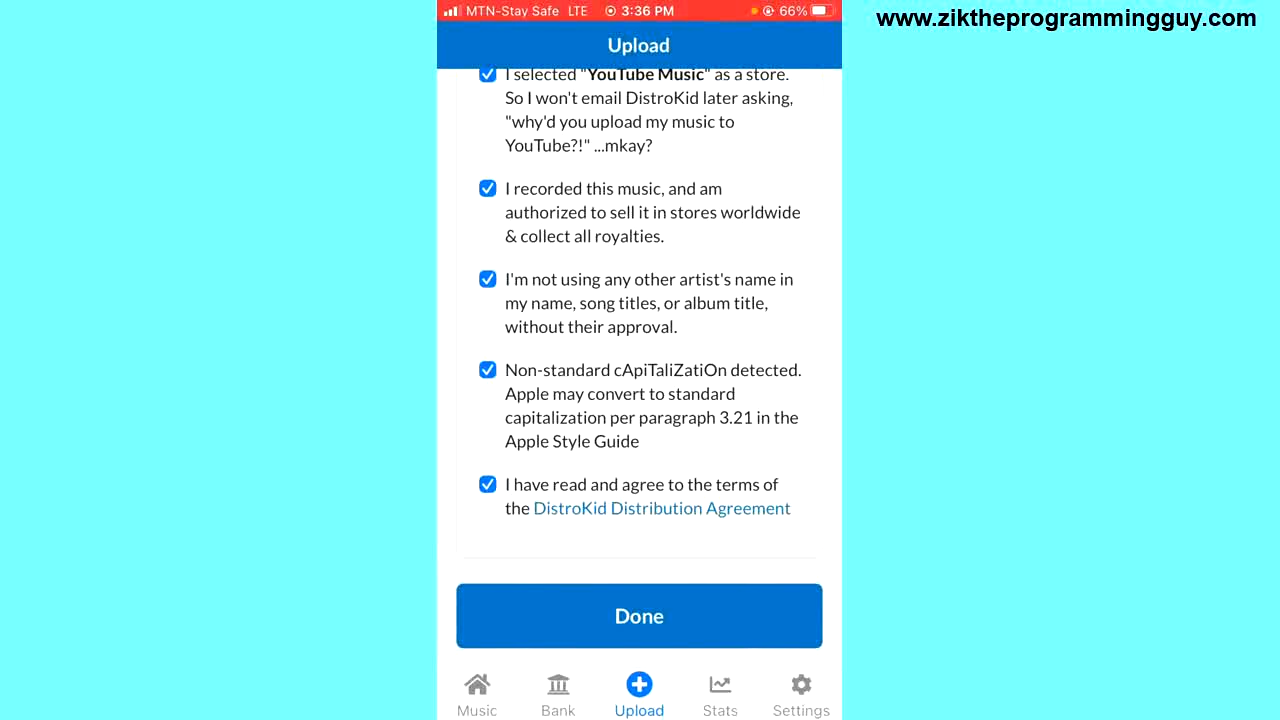 www.ziktheprogrammingguy.com
MTN-Stay Safe LTE 3:36 PM 66%
Upload
I selected "YouTube Music" as a store.
So I won't email DistroKid later asking,
"why'd you upload my music to
YouTube?!" ...mkay?
I recorded this music, and am
authorized to sell it in stores worldwide
& collect all royalties.
I'm not using any other artist's name in
my name, song titles, or album title,
without their approval.
Non-standard cApiTaliZatiOn detected.
Apple may convert to standard
capitalization per paragraph 3.21 in the
Apple Style Guide
I have read and agree to the terms of
the DistroKid Distribution Agreement
Done
Music Bank Upload Stats Settings